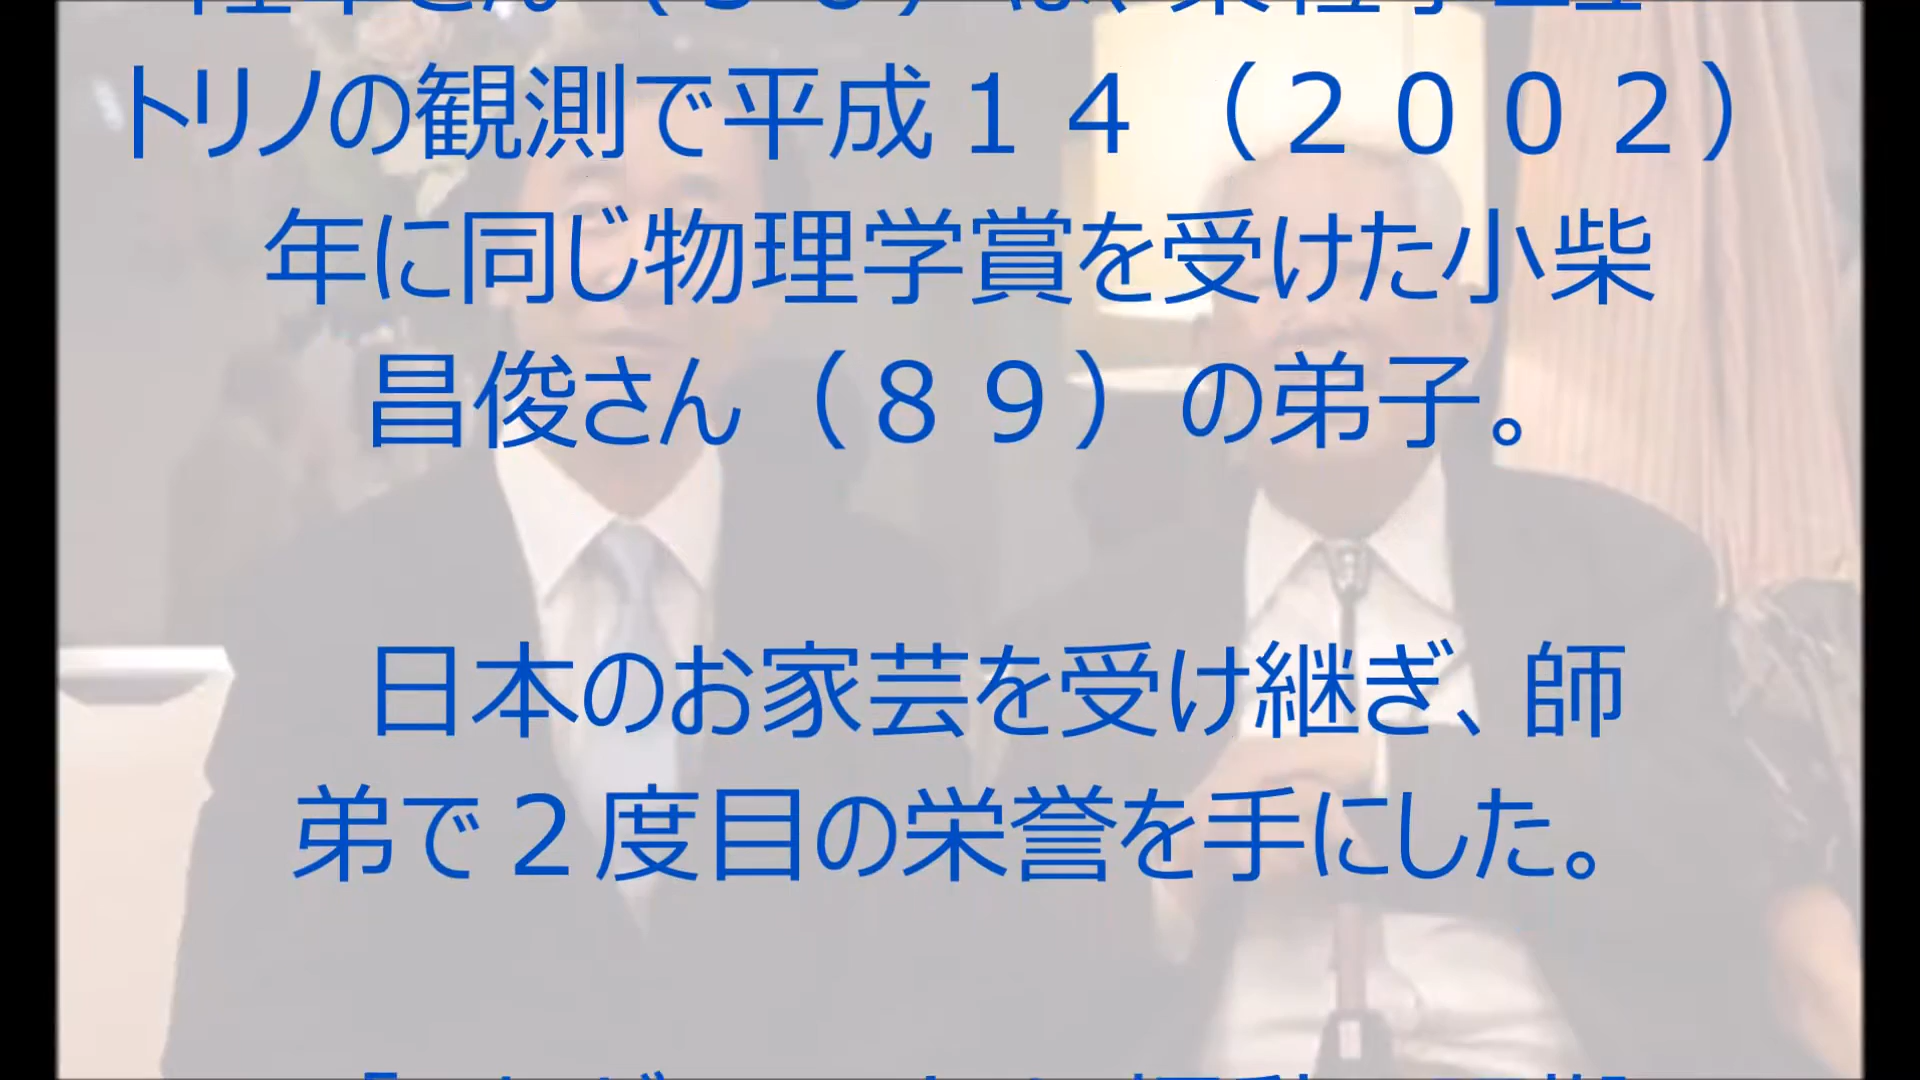 トリノの観測で平成１４（２００２）
年に同じ物理学賞を受けた小柴
昌俊さん（８９）の弟子。
日本のお家芸を受け継ぎ、師
弟で２度目の栄誉を手にした。